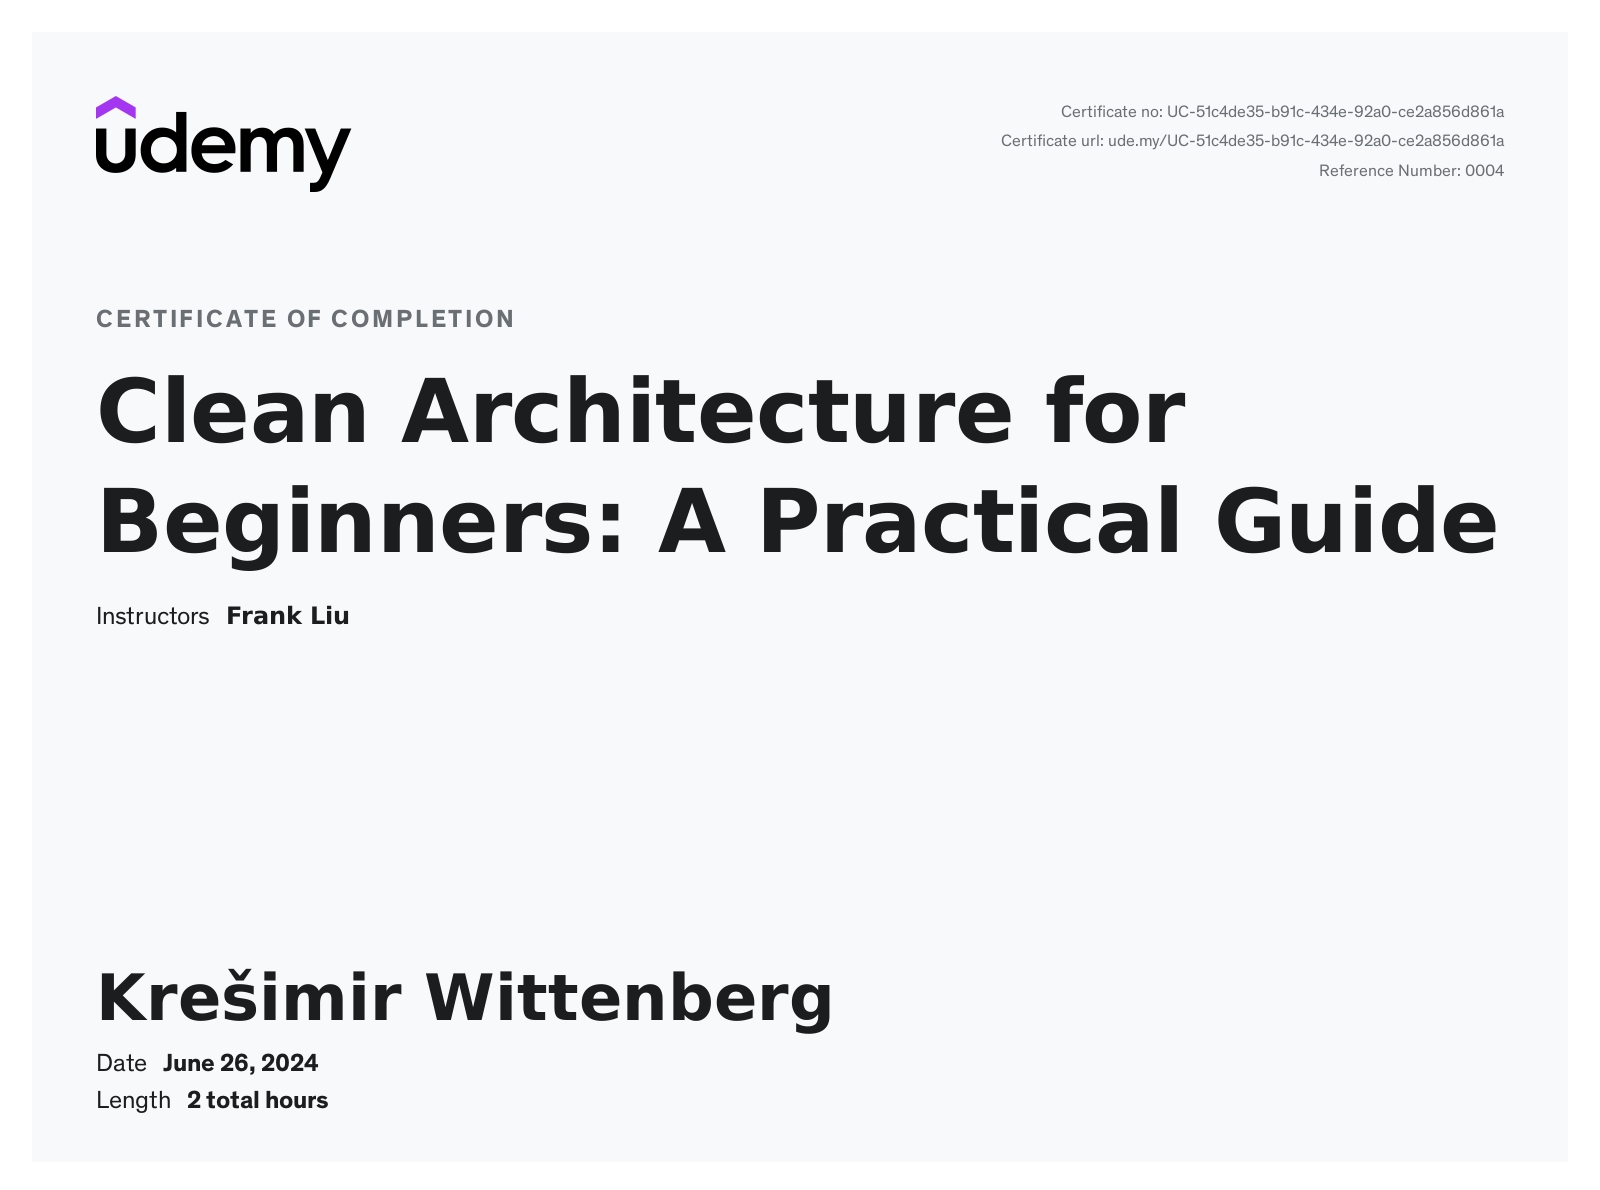 udemy
Certificate no: UC-51c4de35-b91c-434e-92a0-ce2a856d861a
Certificate url: ude.my/UC-51c4de35-b91c-434e-92a0-ce2a856d861a
Reference Number: 0004
CERTIFICATE OF COMPLETION
Clean Architecture for
Beginners: A Practical Guide
Instructors Frank Liu
Krešimir Wittenberg
Date June 26, 2024
Length 2 total hours